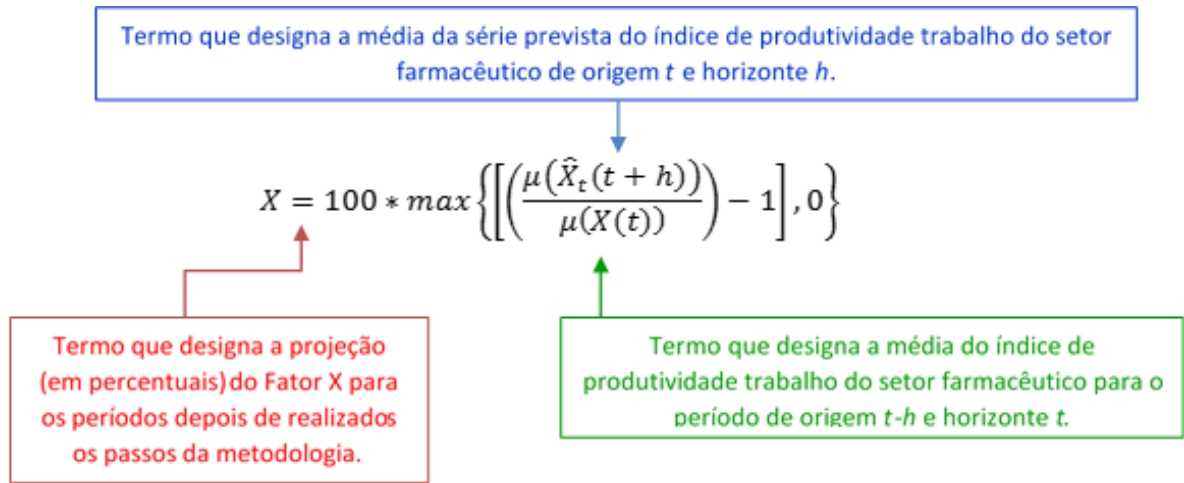 Termo que designa a média da série prevista do índice de produtividade trabalho do setor
farmacêutico de origem t e horizonte h.
X = 100 * max{[(μ(X̂ₜ(t + h))/μ(X(t))) − 1], 0}
Termo que designa a projeção
(em percentuais) do Fator X para
os períodos depois de realizados
os passos da metodologia.
Termo que designa a média do índice de
produtividade trabalho do setor farmacêutico para o
período de origem t-h e horizonte t.